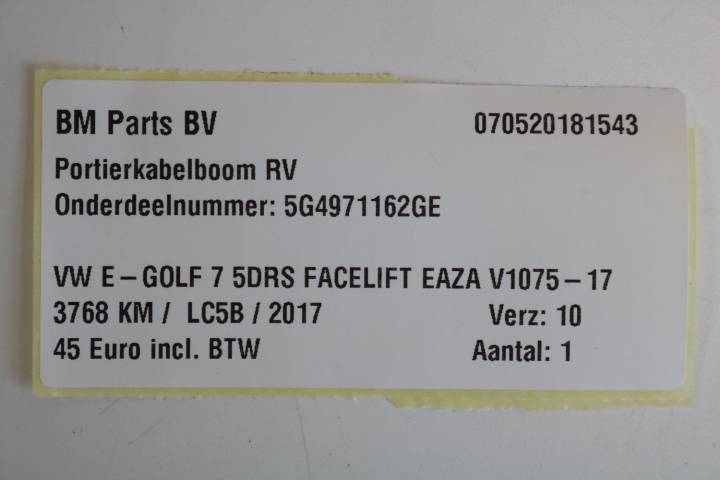 BM Parts BV 070520181543
Portierkabelboom RV
Onderdeelnummer: 5G4971162GE
VW E-GOLF 7 5DRS FACELIFT EAZA V1075-17
3768 KM / LC5B / 2017 Verz: 10
45 Euro incl. BTW Aantal: 1